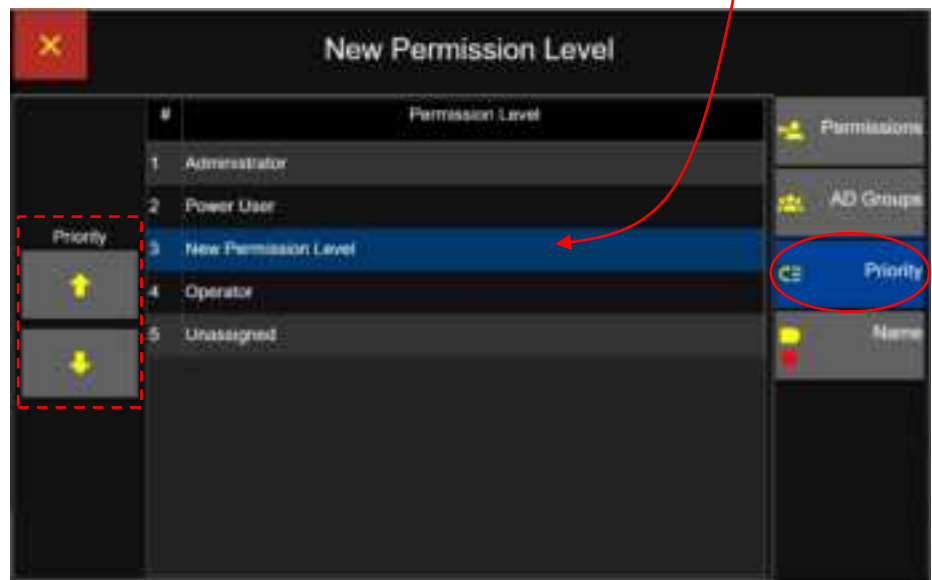 New Permission Level
# Permission Level
1 Administrator
2 Power User
3 New Permission Level
4 Operator
5 Unassigned
Priority
Permissions
AD Groups
Priority
Name